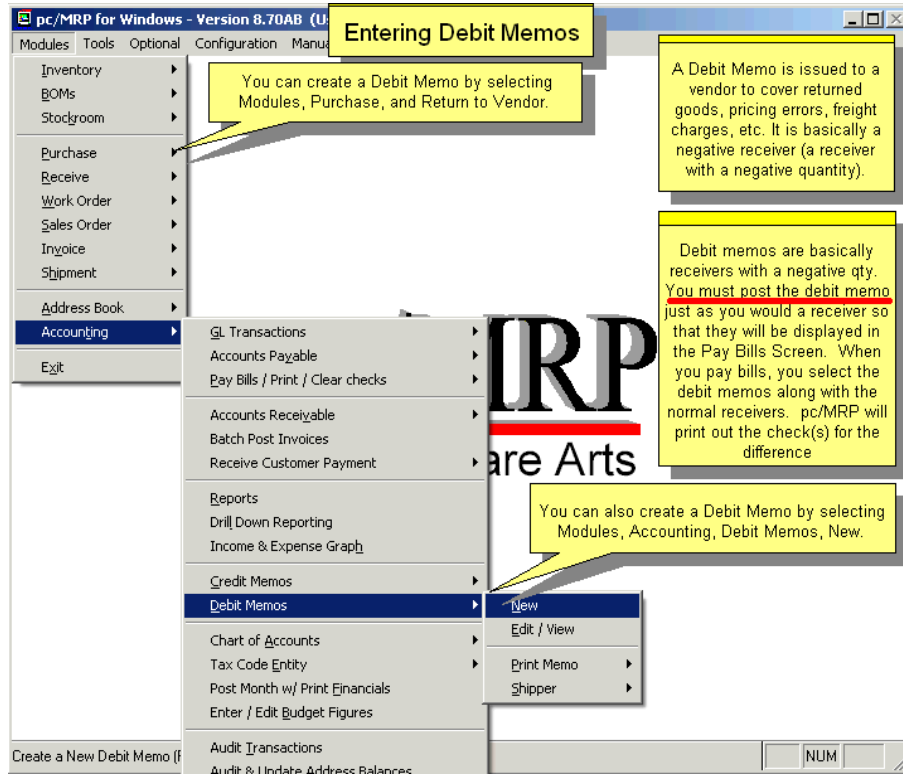 pc/MRP for Windows - Version 8.70AB
Entering Debit Memos
Modules Tools Optional Configuration
Inventory
BOMs
Stockroom
Purchase
Receive
Work Order
Sales Order
Invoice
Shipment
Address Book
Accounting
Exit
You can create a Debit Memo by selecting
Modules, Purchase, and Return to Vendor.
A Debit Memo is issued to a
vendor to cover returned
goods, pricing errors, freight
charges, etc. It is basically a
negative receiver (a receiver
with a negative quantity).
Debit memos are basically
receivers with a negative qty.
You must post the debit memo
just as you would a receiver so
that they will be displayed in
the Pay Bills Screen. When
you pay bills, you select the
debit memos along with the
normal receivers. pc/MRP will
print out the check(s) for the
difference
MRP
are Arts
GL Transactions
Accounts Payable
Pay Bills / Print / Clear checks
Accounts Receivable
Batch Post Invoices
Receive Customer Payment
Reports
Drill Down Reporting
Income & Expense Graph
Credit Memos
Debit Memos
Chart of Accounts
Tax Code Entity
Post Month w/ Print Financials
Enter / Edit Budget Figures
Audit Transactions
Audit & Update Address Balances
You can also create a Debit Memo by selecting
Modules, Accounting, Debit Memos, New.
New
Edit / View
Print Memo
Shipper
Create a New Debit Memo
NUM